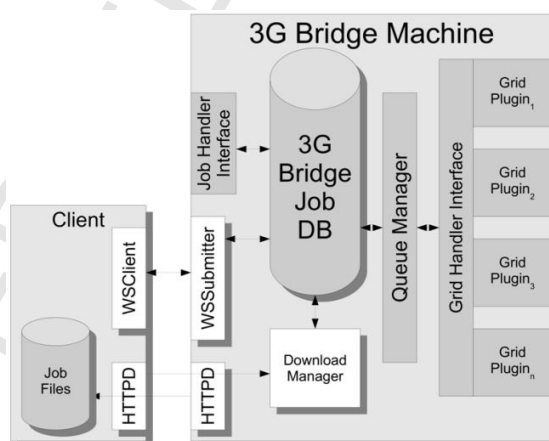 3G Bridge Machine
Job Handler
Interface
3G
Bridge
Job
DB
Queue Manager
Grid Handler Interface
Grid
Plugin1
Grid
Plugin2
Grid
Plugin3
Grid
Pluginn
Client
WSClient
WSSubmitter
Job
Files
HTTPD
HTTPD
Download
Manager